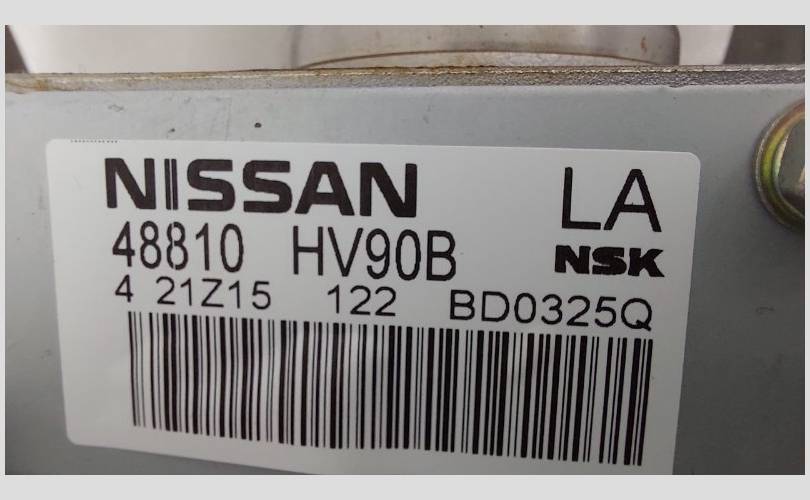 NISSAN LA
48810 HV90B NSK
4 21Z15 122 BD0325Q